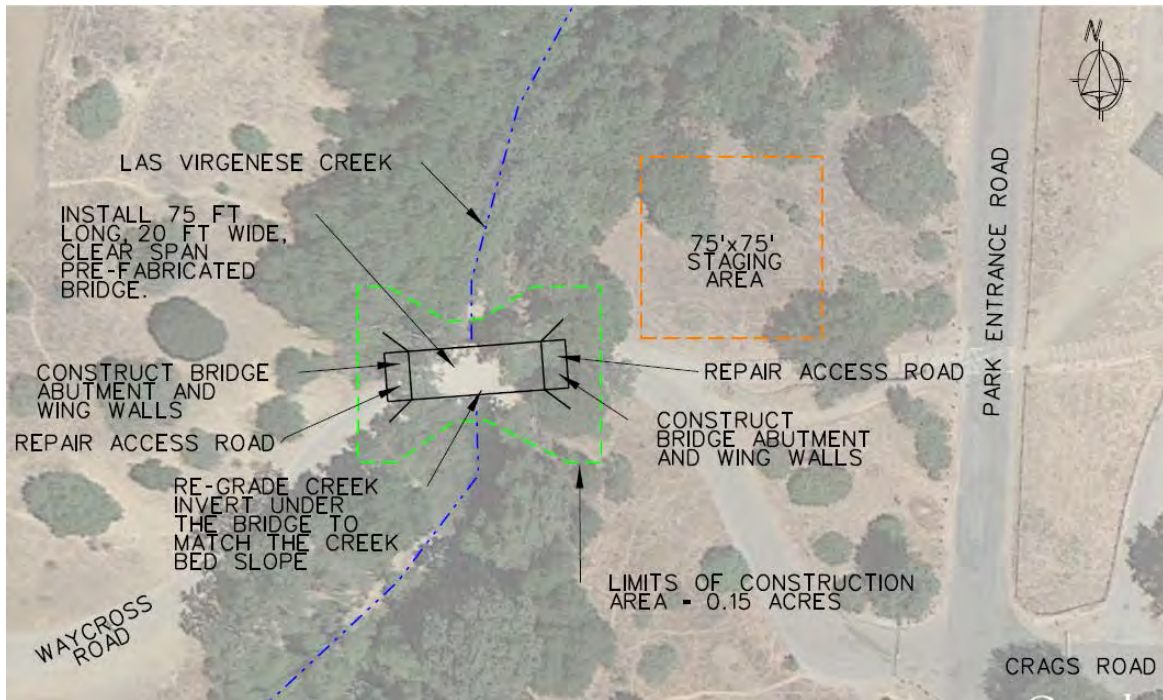 N
LAS VIRGENESE CREEK
INSTALL 75 FT
LONG, 20 FT WIDE,
CLEAR SPAN
PRE-FABRICATED
BRIDGE.
75'x75'
STAGING
AREA
PARK ENTRANCE ROAD
CONSTRUCT BRIDGE
ABUTMENT AND
WING WALLS
REPAIR ACCESS ROAD
REPAIR ACCESS ROAD
CONSTRUCT
BRIDGE ABUTMENT
AND WING WALLS
RE-GRADE CREEK
INVERT UNDER
THE BRIDGE TO
MATCH THE CREEK
BED SLOPE
LIMITS OF CONSTRUCTION
AREA - 0.15 ACRES
WAYCROSS
ROAD
CRAGS ROAD